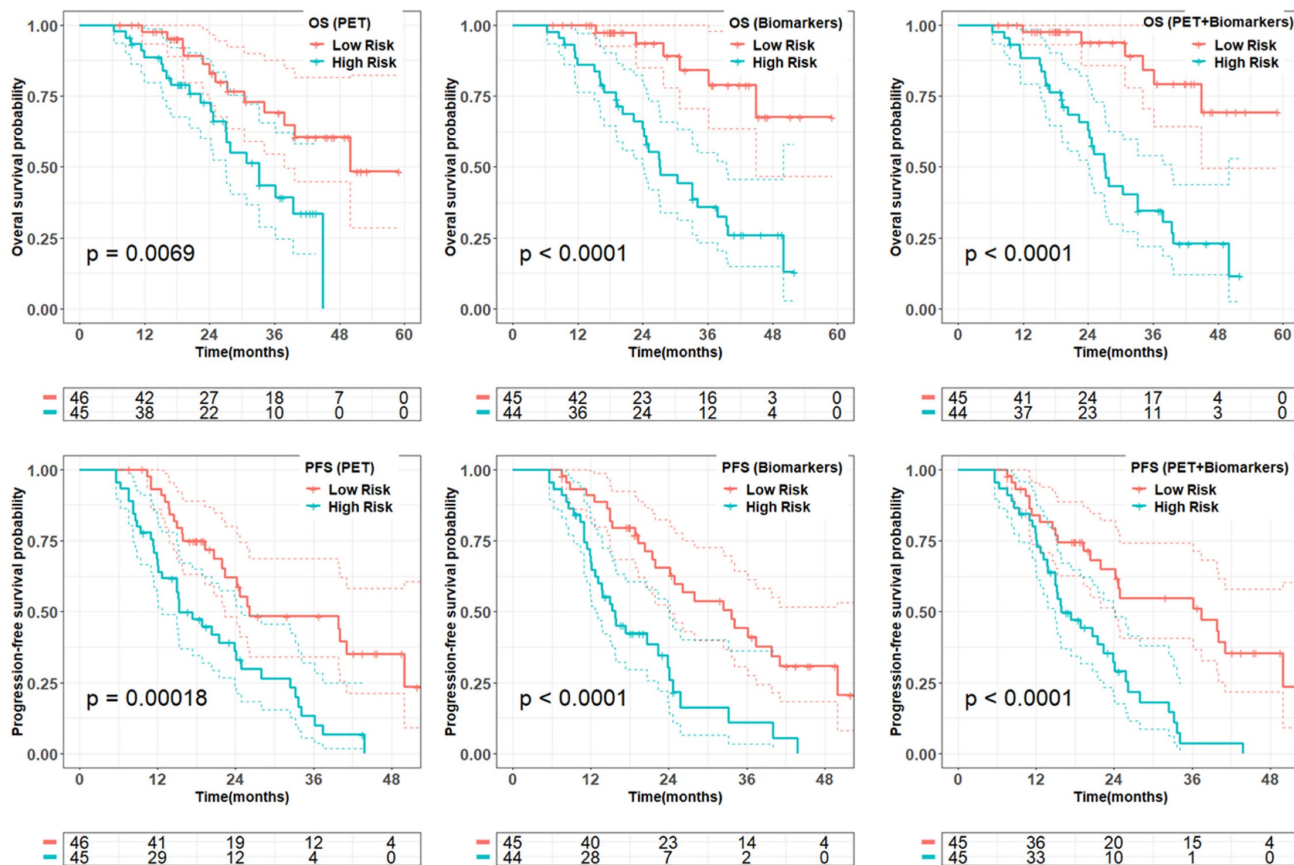 OS (PET)
Low Risk
High Risk
Overal survival probability
1.00
0.75
0.50
0.25
0.00
p = 0.0069
0 12 24 36 48 60
Time(months)
46 42 27 18 7 0
45 38 22 10 0 0
OS (Biomarkers)
Low Risk
High Risk
Overal survival probability
1.00
0.75
0.50
0.25
0.00
p < 0.0001
0 12 24 36 48 60
Time(months)
45 42 23 16 3 0
44 36 24 12 4 0
OS (PET+Biomarkers)
Low Risk
High Risk
Overal survival probability
1.00
0.75
0.50
0.25
0.00
p < 0.0001
0 12 24 36 48 60
Time(months)
45 41 24 17 4 0
44 37 23 11 3 0
PFS (PET)
Low Risk
High Risk
Progression-free survival probability
1.00
0.75
0.50
0.25
0.00
p = 0.00018
0 12 24 36 48
Time(months)
46 41 19 12 4
45 29 12 4 0
PFS (Biomarkers)
Low Risk
High Risk
Progression-free survival probability
1.00
0.75
0.50
0.25
0.00
p < 0.0001
0 12 24 36 48
Time(months)
45 40 23 14 4
44 28 7 2 0
PFS (PET+Biomarkers)
Low Risk
High Risk
Progression-free survival probability
1.00
0.75
0.50
0.25
0.00
p < 0.0001
0 12 24 36 48
Time(months)
45 36 20 15 4
45 33 10 1 0